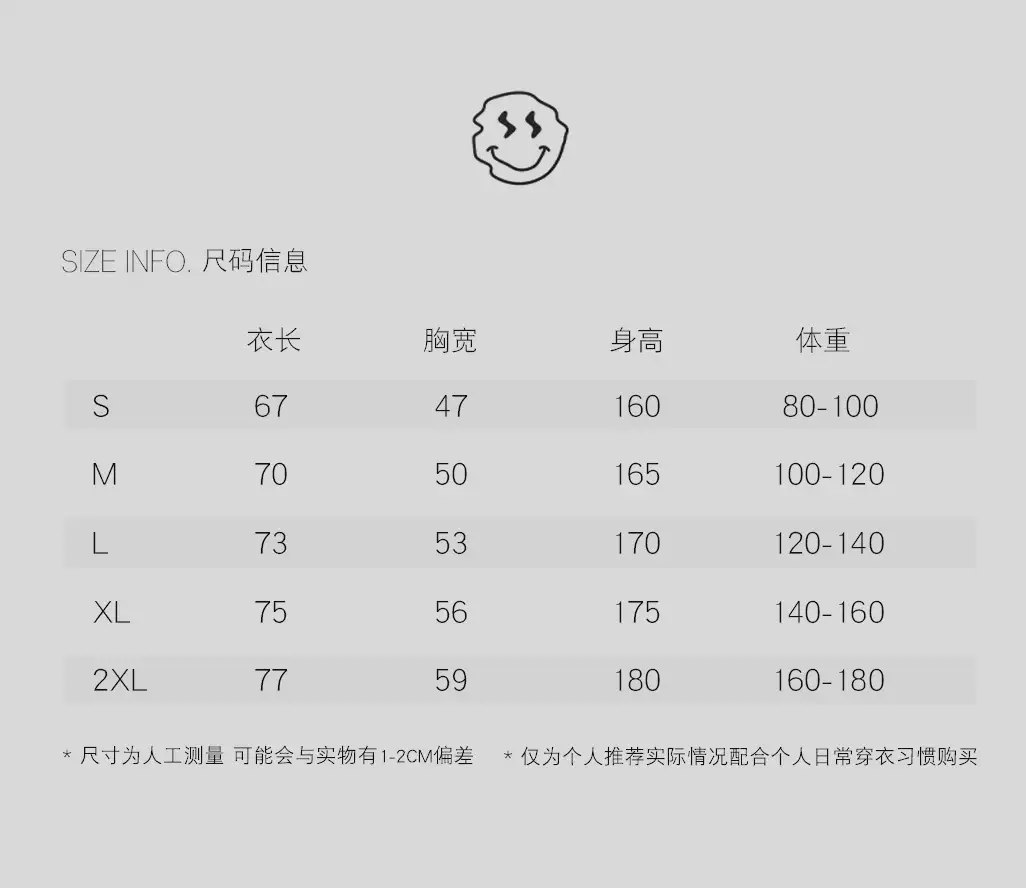 SIZE INFO. 尺码信息
衣长 胸宽 身高 体重
S 67 47 160 80-100
M 70 50 165 100-120
L 73 53 170 120-140
XL 75 56 175 140-160
2XL 77 59 180 160-180
* 尺寸为人工测量 可能会与实物有1-2CM偏差 * 仅为个人推荐实际情况配合个人日常穿衣习惯购买